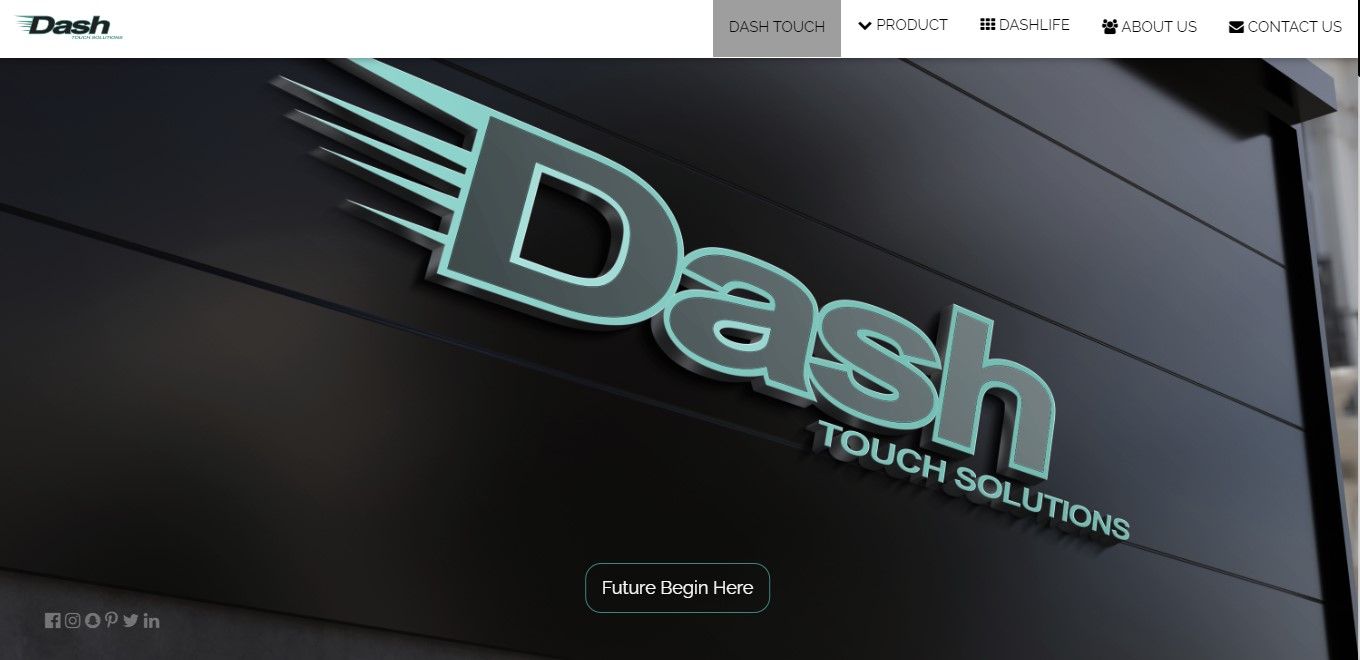 Dash
TOUCH SOLUTIONS
DASH TOUCH
PRODUCT
DASHLIFE
ABOUT US
CONTACT US
Dash
TOUCH SOLUTIONS
Future Begin Here